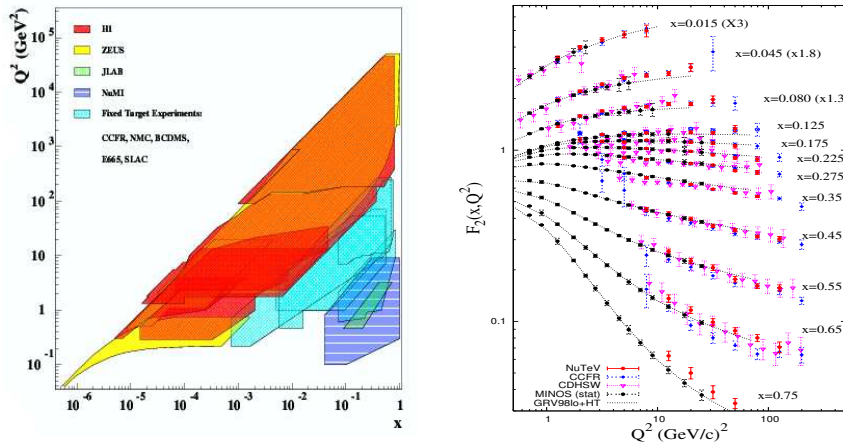 Q² (GeV²)
H1
ZEUS
JLAB
NuMI
Fixed Target Experiments:
CCFR, NMC, BCDMS,
E665, SLAC
10⁵
10⁴
10³
10²
10
1
10⁻¹
10⁻⁶ 10⁻⁵ 10⁻⁴ 10⁻³ 10⁻² 10⁻¹ 1
x
F₂(x,Q²)
1
0.1
x=0.015 (X3)
x=0.045 (x1.8)
x=0.080 (x1.3
x=0.125
x=0.175
x=0.225
x=0.275
x=0.35
x=0.45
x=0.55
x=0.65
x=0.75
NuTeV
CCFR
CDHSW
MINOS (stat)
GRV98lo+HT
1 10 100
Q² (GeV/c)²